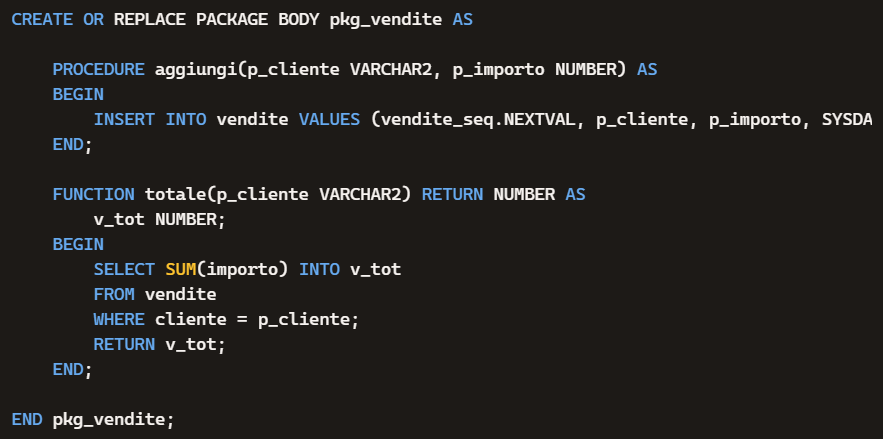 CREATE OR REPLACE PACKAGE BODY pkg_vendite AS
PROCEDURE aggiungi(p_cliente VARCHAR2, p_importo NUMBER) AS
BEGIN
INSERT INTO vendite VALUES (vendite_seq.NEXTVAL, p_cliente, p_importo, SYSDA
END;
FUNCTION totale(p_cliente VARCHAR2) RETURN NUMBER AS
v_tot NUMBER;
BEGIN
SELECT SUM(importo) INTO v_tot
FROM vendite
WHERE cliente = p_cliente;
RETURN v_tot;
END;
END pkg_vendite;